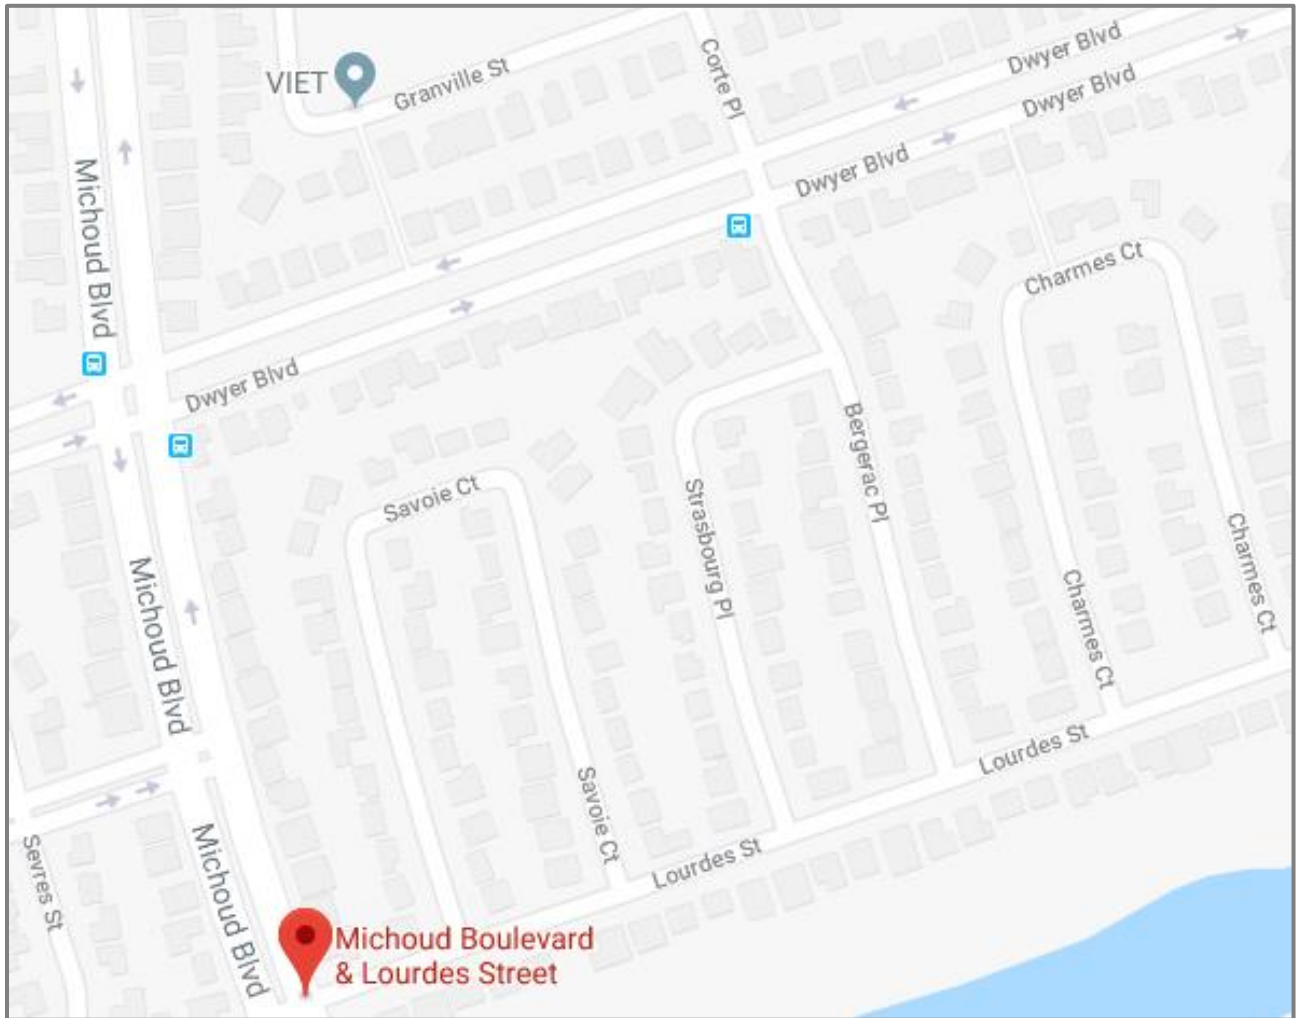 VIET
Granville St
Corte Pl
Dwyer Blvd
Dwyer Blvd
Dwyer Blvd
Michoud Blvd
Charmes Ct
Dwyer Blvd
Bergerac Pl
Savoie Ct
Strasbourg Pl
Charmes Ct
Charmes Ct
Michoud Blvd
Lourdes St
Savoie Ct
Sevres St
Michoud Blvd
Lourdes St
Michoud Boulevard
& Lourdes Street